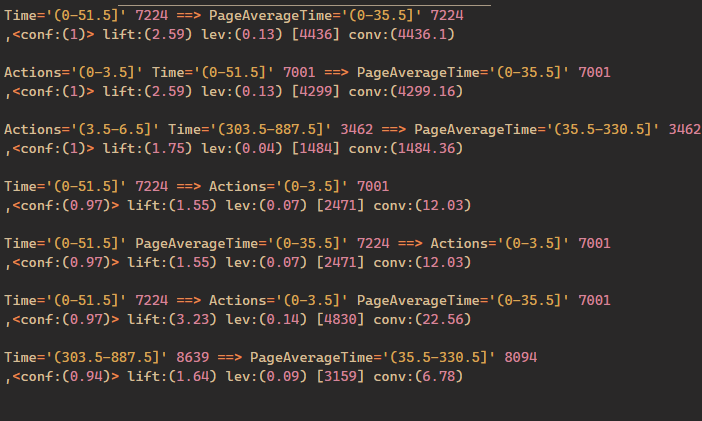 Time='(0-51.5]' 7224 ==> PageAverageTime='(0-35.5]' 7224
,<conf:(1)> lift:(2.59) lev:(0.13) [4436] conv:(4436.1)
Actions='(0-3.5]' Time='(0-51.5]' 7001 ==> PageAverageTime='(0-35.5]' 7001
,<conf:(1)> lift:(2.59) lev:(0.13) [4299] conv:(4299.16)
Actions='(3.5-6.5]' Time='(303.5-887.5]' 3462 ==> PageAverageTime='(35.5-330.5]' 3462
,<conf:(1)> lift:(1.75) lev:(0.04) [1484] conv:(1484.36)
Time='(0-51.5]' 7224 ==> Actions='(0-3.5]' 7001
,<conf:(0.97)> lift:(1.55) lev:(0.07) [2471] conv:(12.03)
Time='(0-51.5]' PageAverageTime='(0-35.5]' 7224 ==> Actions='(0-3.5]' 7001
,<conf:(0.97)> lift:(1.55) lev:(0.07) [2471] conv:(12.03)
Time='(0-51.5]' 7224 ==> Actions='(0-3.5]' PageAverageTime='(0-35.5]' 7001
,<conf:(0.97)> lift:(3.23) lev:(0.14) [4830] conv:(22.56)
Time='(303.5-887.5]' 8639 ==> PageAverageTime='(35.5-330.5]' 8094
,<conf:(0.94)> lift:(1.64) lev:(0.09) [3159] conv:(6.78)